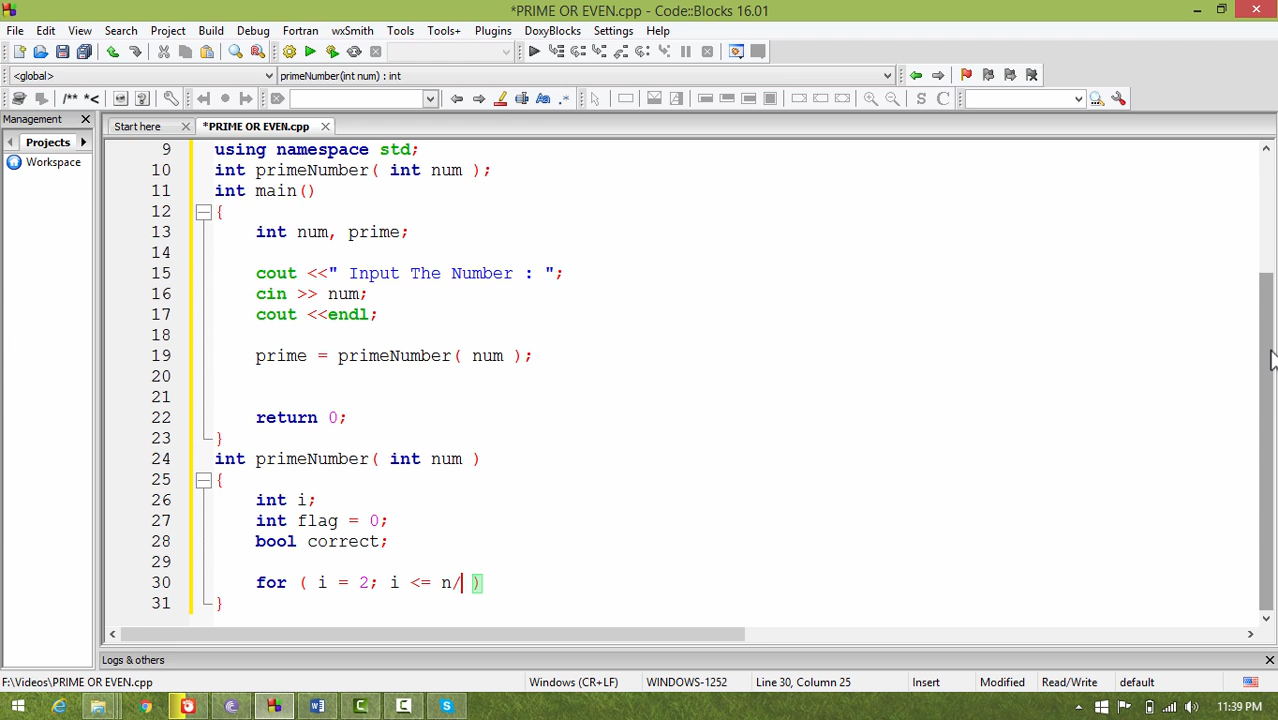 *PRIME OR EVEN.cpp - Code::Blocks 16.01
File Edit View Search Project Build Debug Fortran wxSmith Tools Tools+ Plugins DoxyBlocks Settings Help
<global> primeNumber(int num) : int
/** *< S C
Management
Projects
Workspace
Start here *PRIME OR EVEN.cpp
9 using namespace std;
10 int primeNumber( int num );
11 int main()
12 {
13 int num, prime;
14
15 cout <<" Input The Number : ";
16 cin >> num;
17 cout <<endl;
18
19 prime = primeNumber( num );
20
21
22 return 0;
23 }
24 int primeNumber( int num )
25 {
26 int i;
27 int flag = 0;
28 bool correct;
29
30 for ( i = 2; i <= n/ )
31 }
Logs & others
F:\Videos\PRIME OR EVEN.cpp Windows (CR+LF) WINDOWS-1252 Line 30, Column 25 Insert Modified Read/Write default
11:39 PM